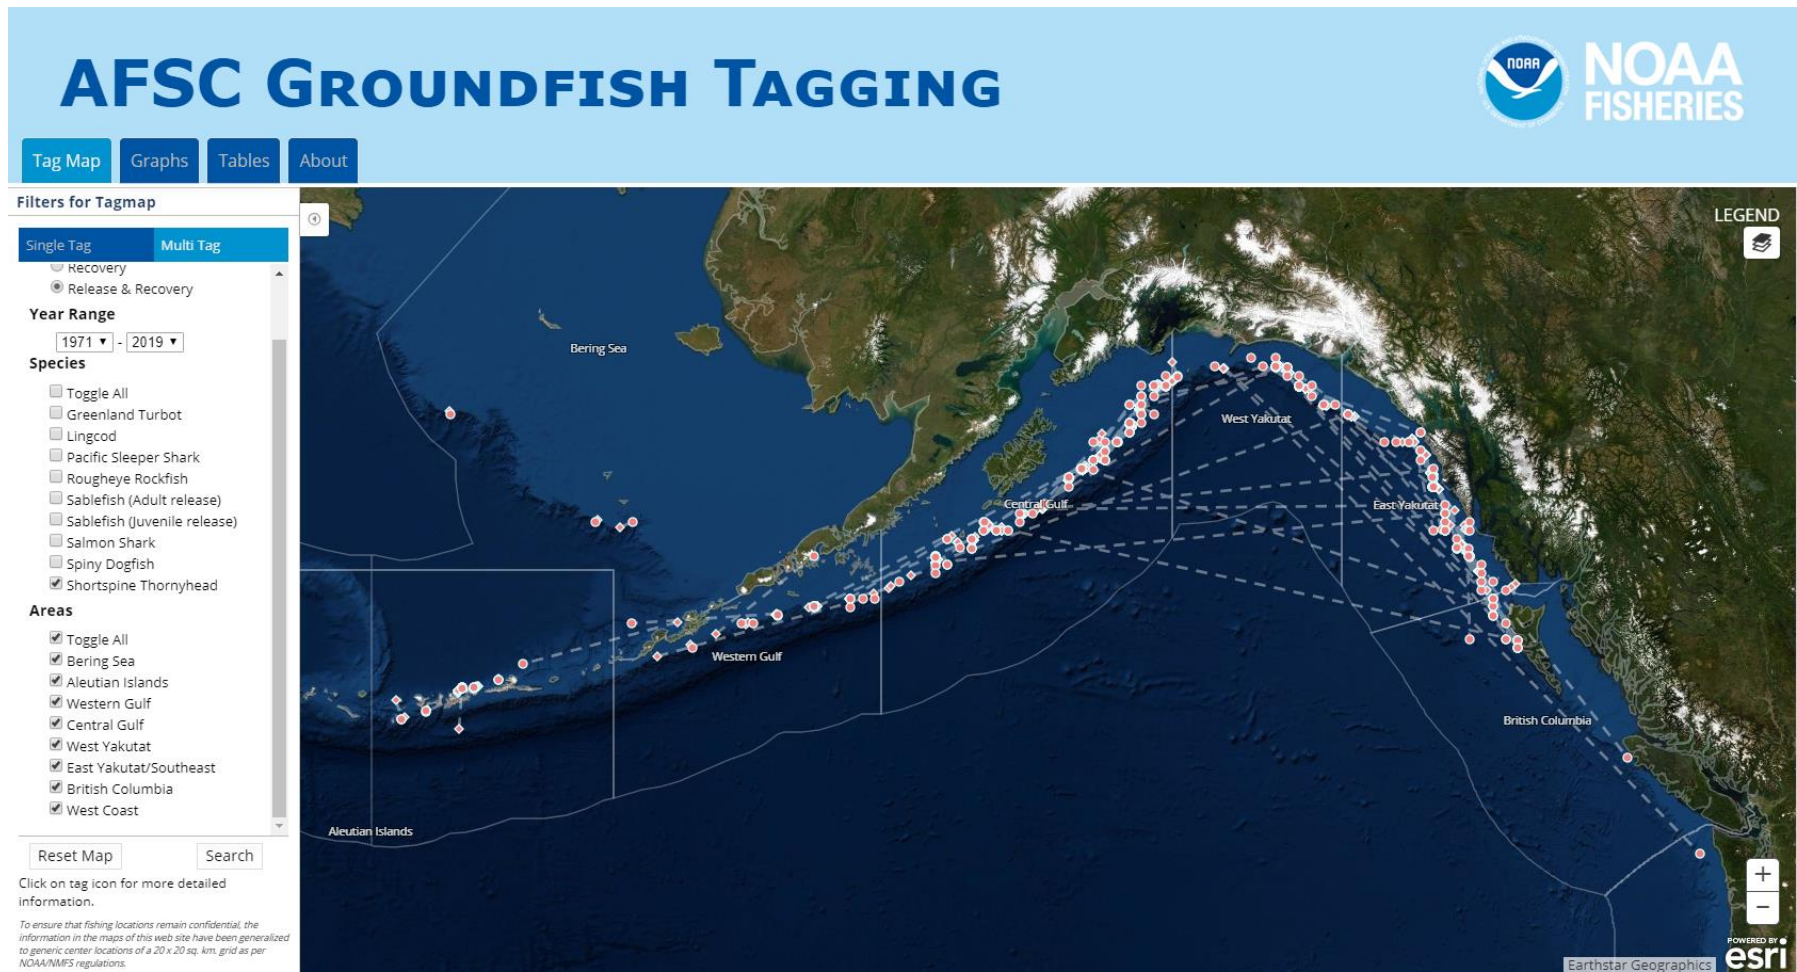 AFSC GROUNDFISH TAGGING
NOAA
NOAA
FISHERIES
Tag Map
Graphs
Tables
About
Filters for Tagmap
Single Tag
Multi Tag
Recovery
Release & Recovery
Year Range
1971 ▼ - 2019 ▼
Species
Toggle All
Greenland Turbot
Lingcod
Pacific Sleeper Shark
Rougheye Rockfish
Sablefish (Adult release)
Sablefish (Juvenile release)
Salmon Shark
Spiny Dogfish
Shortspine Thornyhead
Areas
Toggle All
Bering Sea
Aleutian Islands
Western Gulf
Central Gulf
West Yakutat
East Yakutat/Southeast
British Columbia
West Coast
Reset Map
Search
Click on tag icon for more detailed
information.
To ensure that fishing locations remain confidential, the
information in the maps of this web site have been generalized
to generic center locations of a 20 x 20 sq. km. grid as per
NOAA/NMFS regulations.
LEGEND
Bering Sea
West Yakutat
Central Gulf
East Yakutat
Western Gulf
British Columbia
Aleutian Islands
+
−
POWERED BY
esri
Earthstar Geographics